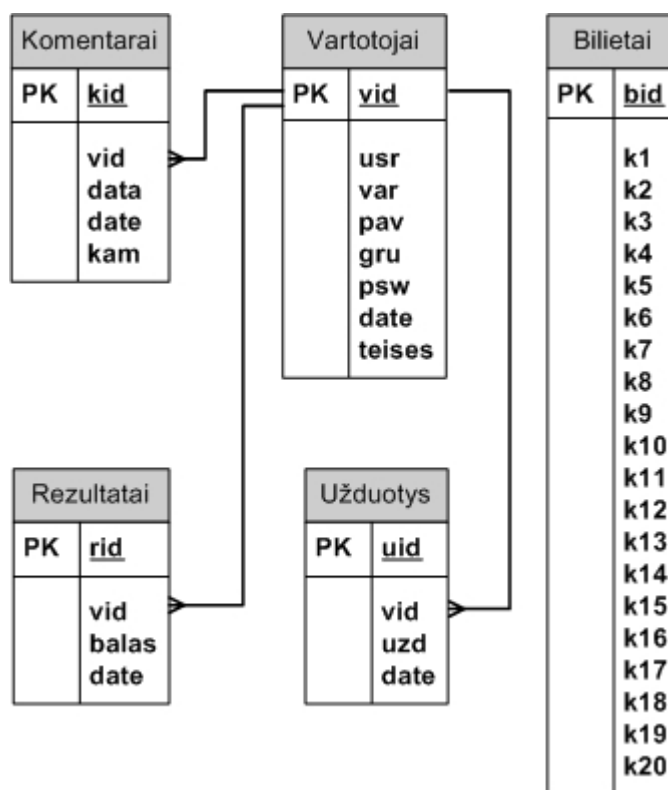 Komentarai
PK kid
vid
data
date
kam
Vartotojai
PK vid
usr
var
pav
gru
psw
date
teises
Bilietai
PK bid
k1
k2
k3
k4
k5
k6
k7
k8
k9
k10
k11
k12
k13
k14
k15
k16
k17
k18
k19
k20
Rezultatai
PK rid
vid
balas
date
Užduotys
PK uid
vid
uzd
date